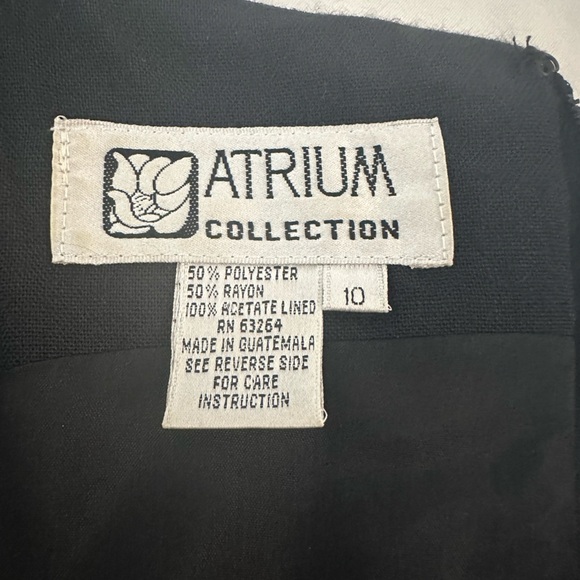 ATRIUM
COLLECTION
50% POLYESTER
50% RAYON
100% ACETATE LINED
RN 63264
MADE IN GUATEMALA
SEE REVERSE SIDE
FOR CARE
INSTRUCTION
10